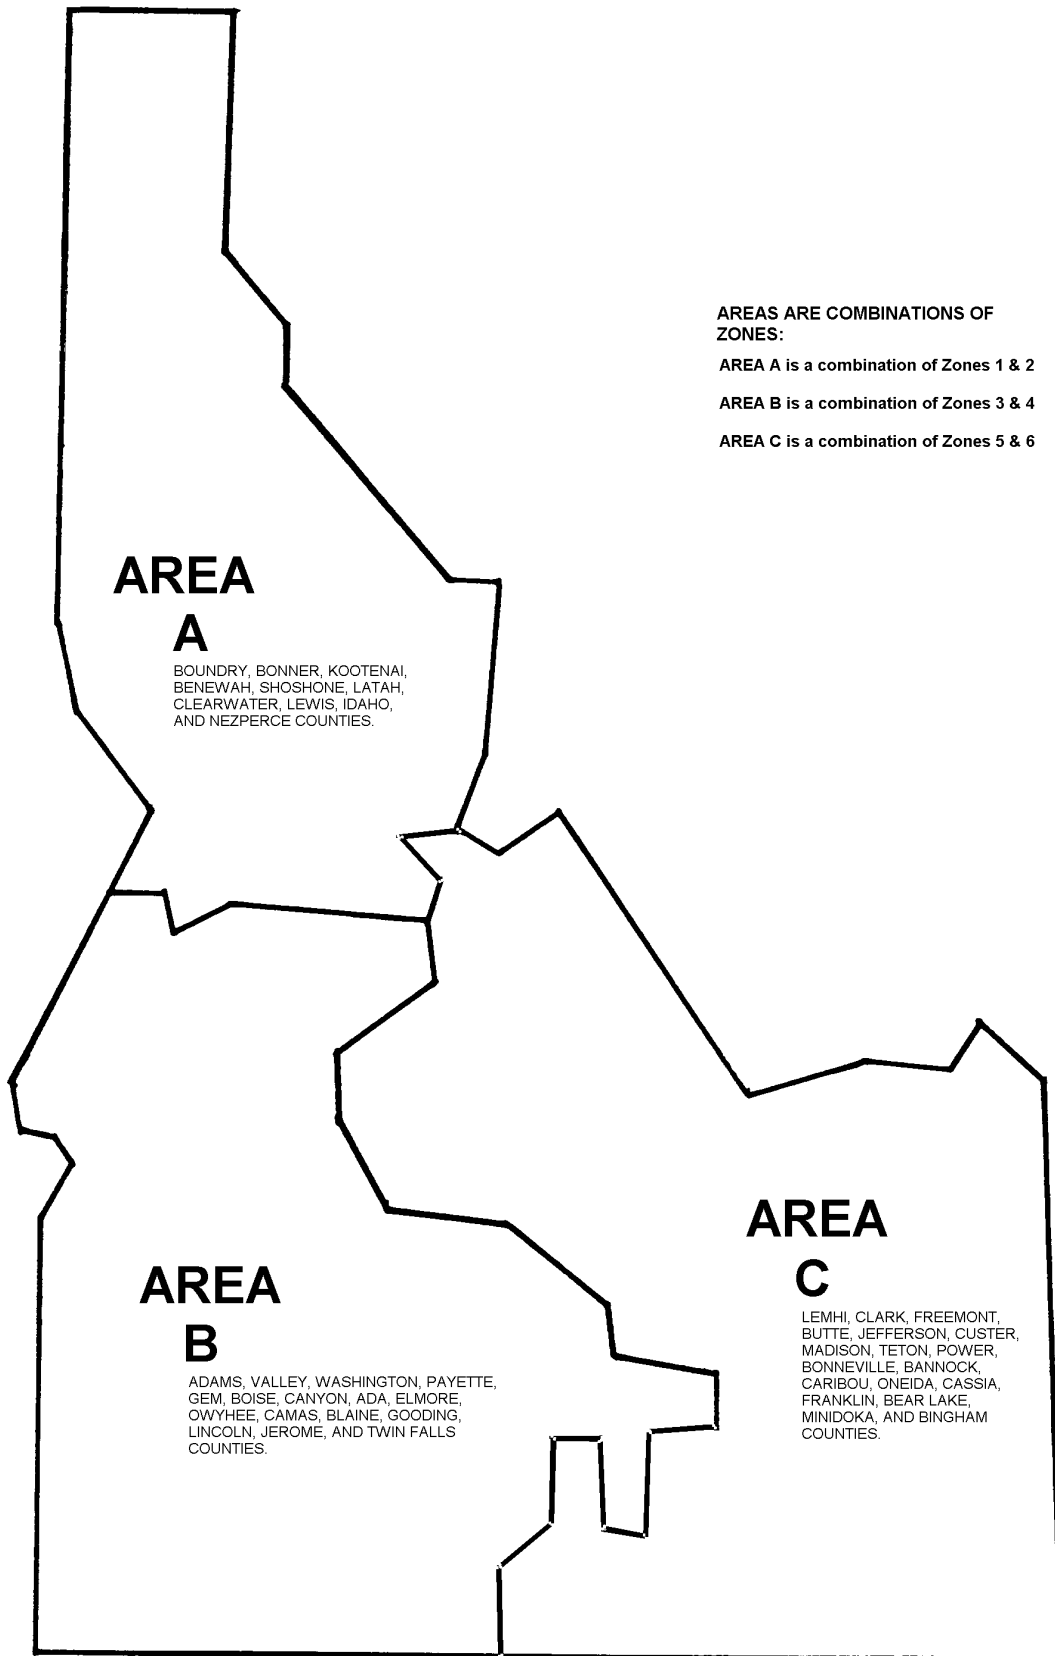 AREAS ARE COMBINATIONS OF
ZONES:
AREA A is a combination of Zones 1 & 2
AREA B is a combination of Zones 3 & 4
AREA C is a combination of Zones 5 & 6
AREA
A
BOUNDRY, BONNER, KOOTENAI,
BENEWAH, SHOSHONE, LATAH,
CLEARWATER, LEWIS, IDAHO,
AND NEZPERCE COUNTIES.
AREA
B
ADAMS, VALLEY, WASHINGTON, PAYETTE,
GEM, BOISE, CANYON, ADA, ELMORE,
OWYHEE, CAMAS, BLAINE, GOODING,
LINCOLN, JEROME, AND TWIN FALLS
COUNTIES.
AREA
C
LEMHI, CLARK, FREEMONT,
BUTTE, JEFFERSON, CUSTER,
MADISON, TETON, POWER,
BONNEVILLE, BANNOCK,
CARIBOU, ONEIDA, CASSIA,
FRANKLIN, BEAR LAKE,
MINIDOKA, AND BINGHAM
COUNTIES.